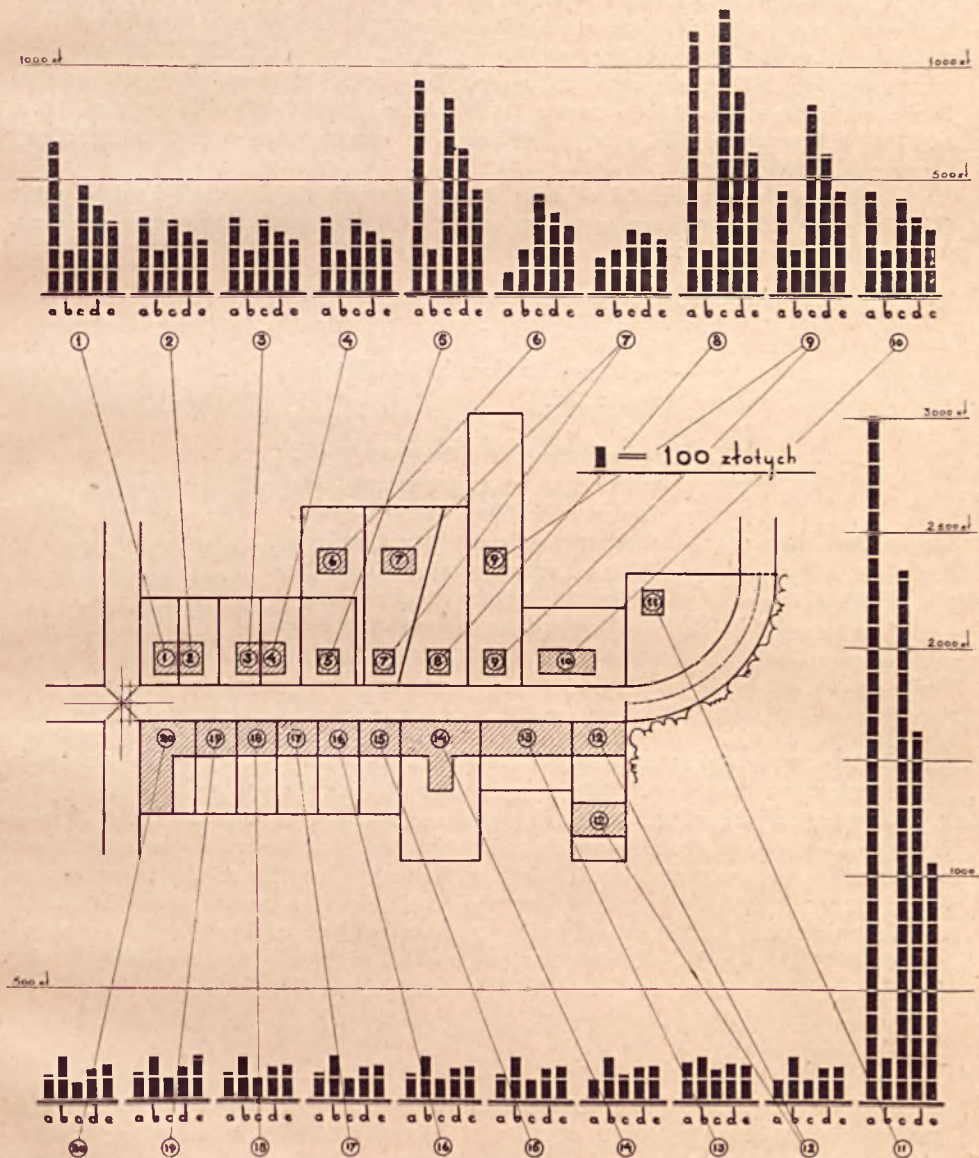 1000 zł 1000 zł
500 zł
a b c d e a b c d e a b c d e a b c d e a b c d e a b c d e a b c d e a b c d e a b c d e a b c d c
1 2 3 4 5 6 7 8 9 10
3000 zł
= 100 złotych
2500 zł
6 7 9
11
2000 zł
1 2 3 4 5 7 8 9 10
20 19 18 17 16 15 14 13 12
12
1000
500 zł
a b c d e a b c d e a b c d e a b c d e a b c d e a b c d e a b c d e a b c d e a b c d e a b c d e
20 19 18 17 16 15 14 13 12 11